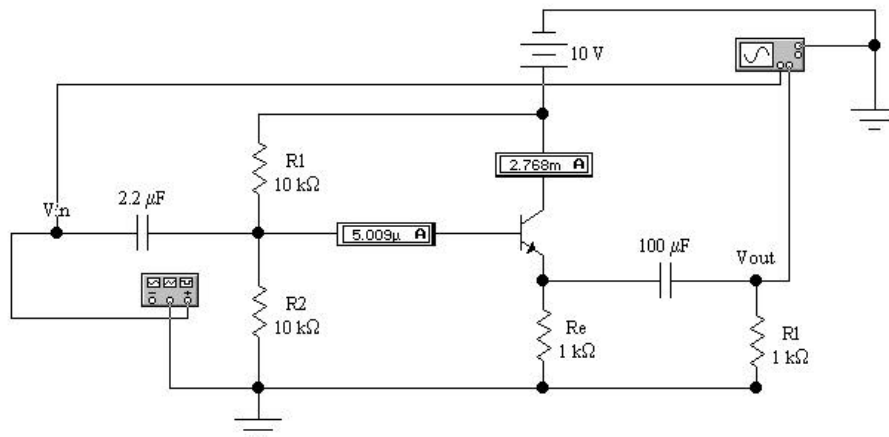 10 V
R1
10 kΩ
2.768m A
2.2 µF
Vin
5.009µ A
100 µF
Vout
R2
10 kΩ
Re
1 kΩ
Rl
1 kΩ